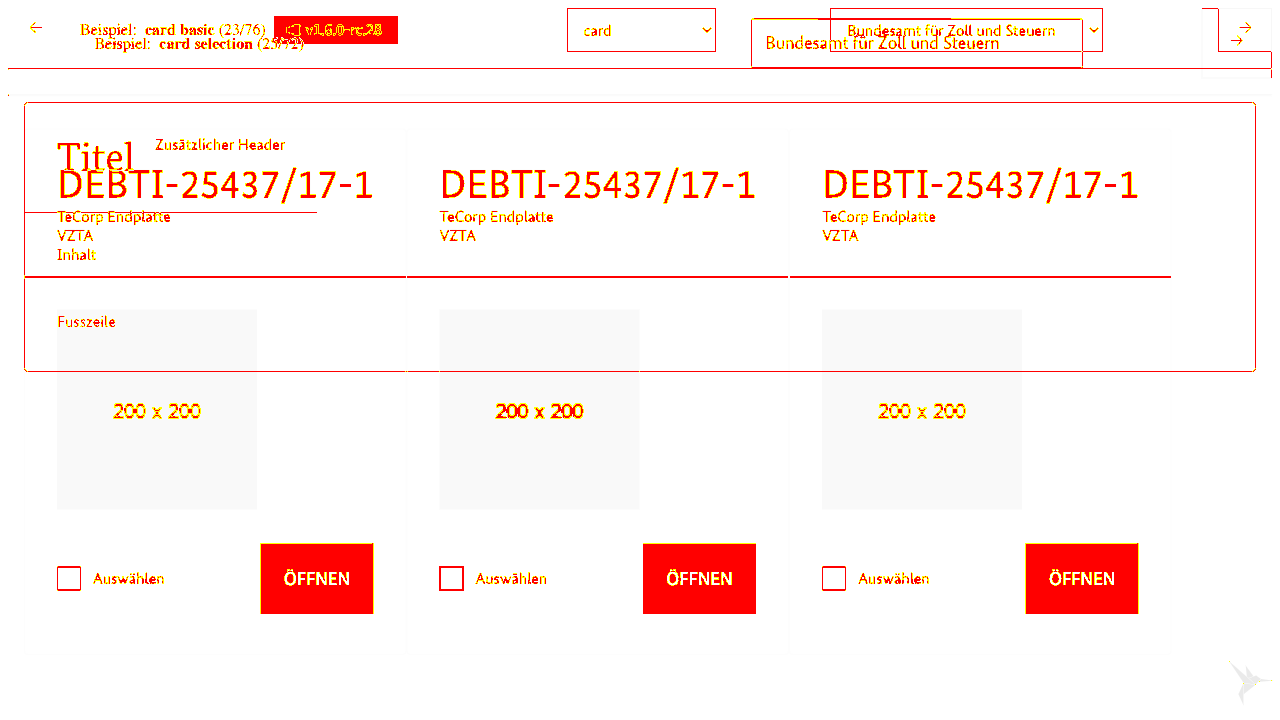 Beispiel: card basic (23/76) v1.6.0-rc.28 card Bundesamt für Zoll und Steuern
Beispiel: card selection Bundesamt für Zoll und Steuern
Titel Zusätzlicher Header
DEBTI-25437/17-1 DEBTI-25437/17-1 DEBTI-25437/17-1
TeCorp Endplatte TeCorp Endplatte TeCorp Endplatte
VZTA VZTA VZTA
Inhalt
Fusszeile
200 x 200 200 x 200 200 x 200
Auswählen ÖFFNEN Auswählen ÖFFNEN Auswählen ÖFFNEN